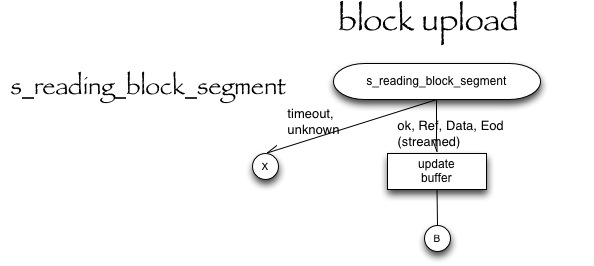 block upload
s_reading_block_segment
s_reading_block_segment
timeout,
unknown
ok, Ref, Data, Eod
(streamed)
X
update
buffer
B